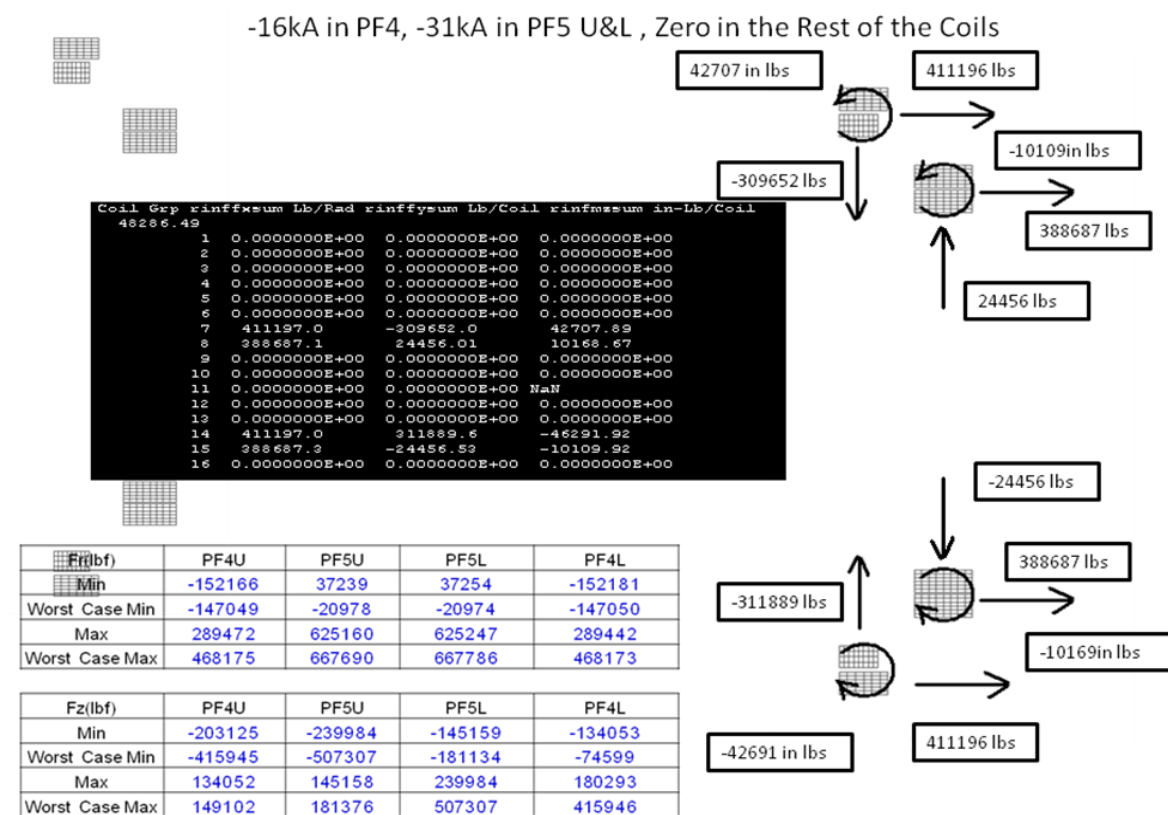 -16kA in PF4, -31kA in PF5 U&L , Zero in the Rest of the Coils
42707 in lbs
411196 lbs
-10109in lbs
-309652 lbs
388687 lbs
24456 lbs
Coil Grp rinffxsum Lb/Rad rinffysum Lb/Coil rinfmzsum in-Lb/Coil
48286.49
1 0.0000000E+00 0.0000000E+00 0.0000000E+00
2 0.0000000E+00 0.0000000E+00 0.0000000E+00
3 0.0000000E+00 0.0000000E+00 0.0000000E+00
4 0.0000000E+00 0.0000000E+00 0.0000000E+00
5 0.0000000E+00 0.0000000E+00 0.0000000E+00
6 0.0000000E+00 0.0000000E+00 0.0000000E+00
7 411197.0 -309652.0 42707.89
8 388687.1 24456.01 10168.67
9 0.0000000E+00 0.0000000E+00 0.0000000E+00
10 0.0000000E+00 0.0000000E+00 0.0000000E+00
11 0.0000000E+00 0.0000000E+00 NaN
12 0.0000000E+00 0.0000000E+00 0.0000000E+00
13 0.0000000E+00 0.0000000E+00 0.0000000E+00
14 411197.0 311889.6 -46291.92
15 388687.3 -24456.53 -10109.92
16 0.0000000E+00 0.0000000E+00 0.0000000E+00
-24456 lbs
388687 lbs
-311889 lbs
-10169in lbs
411196 lbs
-42691 in lbs
Fr(lbf) PF4U PF5U PF5L PF4L
Min -152166 37239 37254 -152181
Worst Case Min -147049 -20978 -20974 -147050
Max 289472 625160 625247 289442
Worst Case Max 468175 667690 667786 468173
Fz(lbf) PF4U PF5U PF5L PF4L
Min -203125 -239984 -145159 -134053
Worst Case Min -415945 -507307 -181134 -74599
Max 134052 145158 239984 180293
Worst Case Max 149102 181376 507307 415946